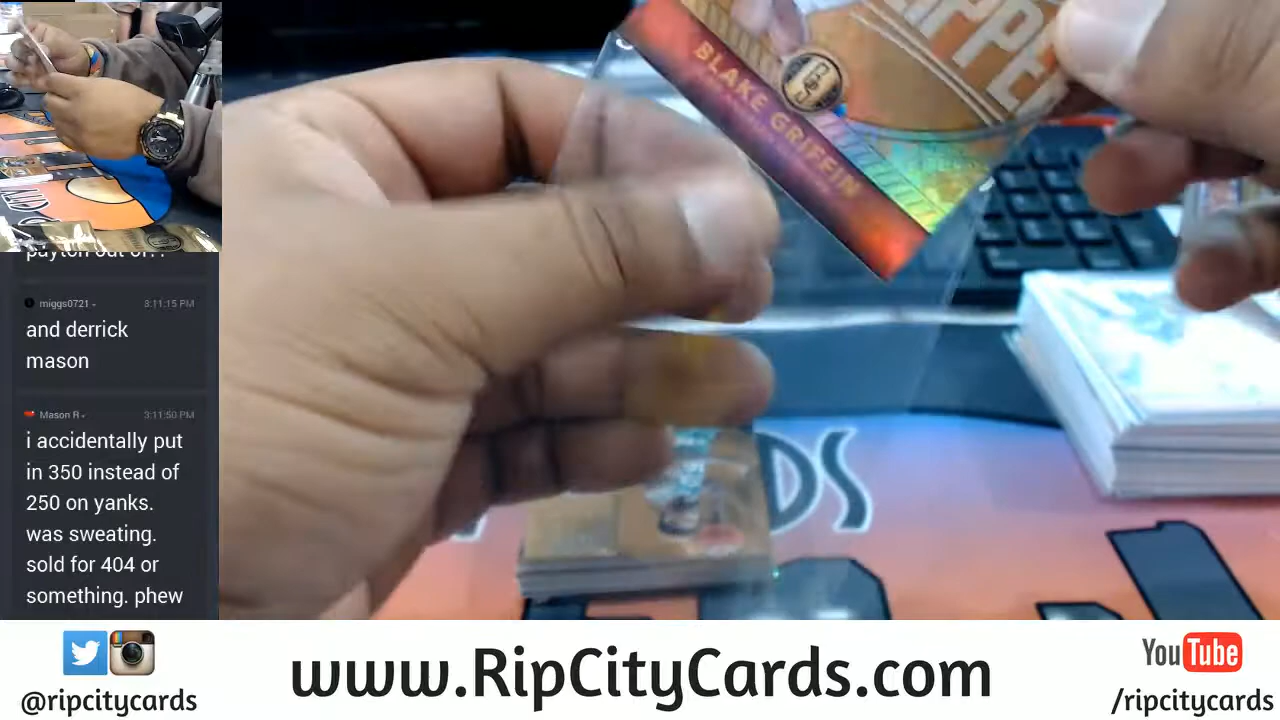 payton out of??
miggs0721
3:11:15 PM
and derrick
mason
Mason R
3:11:50 PM
i accidentally put
in 350 instead of
250 on yanks.
was sweating.
sold for 404 or
something. phew
BLAKE GRIFFIN
DS
@ripcitycards
www.RipCityCards.com
YouTube
/ripcitycards